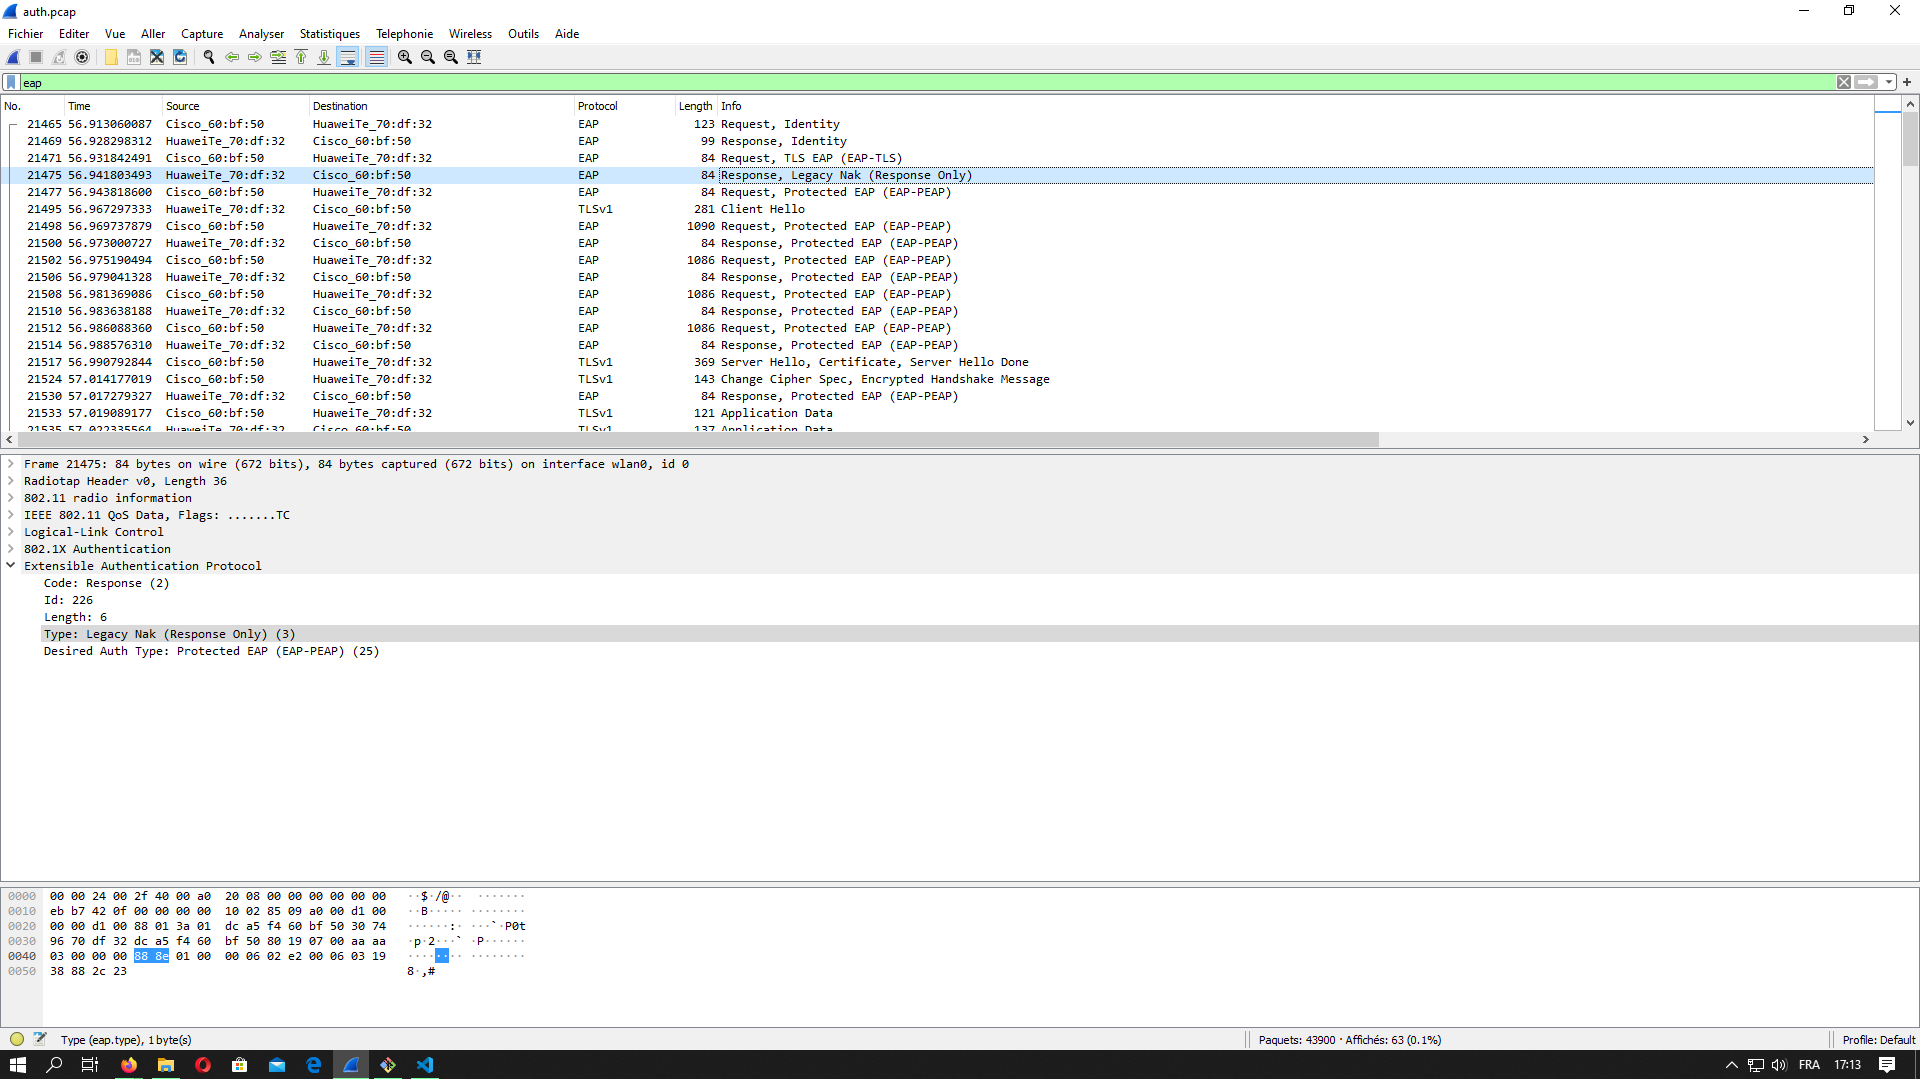 auth.pcap
Fichier Editer Vue Aller Capture Analyser Statistiques Telephonie Wireless Outils Aide
eap
No. Time Source Destination Protocol Length Info
21465 56.913060087 Cisco_60:bf:50 HuaweiTe_70:df:32 EAP 123 Request, Identity
21469 56.928298312 HuaweiTe_70:df:32 Cisco_60:bf:50 EAP 99 Response, Identity
21471 56.931842491 Cisco_60:bf:50 HuaweiTe_70:df:32 EAP 84 Request, TLS EAP (EAP-TLS)
21475 56.941803493 HuaweiTe_70:df:32 Cisco_60:bf:50 EAP 84 Response, Legacy Nak (Response Only)
21477 56.943818600 Cisco_60:bf:50 HuaweiTe_70:df:32 EAP 84 Request, Protected EAP (EAP-PEAP)
21495 56.967297333 HuaweiTe_70:df:32 Cisco_60:bf:50 TLSv1 281 Client Hello
21498 56.969737879 Cisco_60:bf:50 HuaweiTe_70:df:32 EAP 1090 Request, Protected EAP (EAP-PEAP)
21500 56.973000727 HuaweiTe_70:df:32 Cisco_60:bf:50 EAP 84 Response, Protected EAP (EAP-PEAP)
21502 56.975190494 Cisco_60:bf:50 HuaweiTe_70:df:32 EAP 1086 Request, Protected EAP (EAP-PEAP)
21506 56.979041328 HuaweiTe_70:df:32 Cisco_60:bf:50 EAP 84 Response, Protected EAP (EAP-PEAP)
21508 56.981369086 Cisco_60:bf:50 HuaweiTe_70:df:32 EAP 1086 Request, Protected EAP (EAP-PEAP)
21510 56.983638188 HuaweiTe_70:df:32 Cisco_60:bf:50 EAP 84 Response, Protected EAP (EAP-PEAP)
21512 56.986088360 Cisco_60:bf:50 HuaweiTe_70:df:32 EAP 1086 Request, Protected EAP (EAP-PEAP)
21514 56.988576310 HuaweiTe_70:df:32 Cisco_60:bf:50 EAP 84 Response, Protected EAP (EAP-PEAP)
21517 56.990792844 Cisco_60:bf:50 HuaweiTe_70:df:32 TLSv1 369 Server Hello, Certificate, Server Hello Done
21524 57.014177019 Cisco_60:bf:50 HuaweiTe_70:df:32 TLSv1 143 Change Cipher Spec, Encrypted Handshake Message
21530 57.017279327 HuaweiTe_70:df:32 Cisco_60:bf:50 EAP 84 Response, Protected EAP (EAP-PEAP)
21533 57.019089177 Cisco_60:bf:50 HuaweiTe_70:df:32 TLSv1 121 Application Data
21535 57.022335564 HuaweiTe_70:df:32 Cisco_60:bf:50 TLSv1 137 Application Data
Frame 21475: 84 bytes on wire (672 bits), 84 bytes captured (672 bits) on interface wlan0, id 0
Radiotap Header v0, Length 36
802.11 radio information
IEEE 802.11 QoS Data, Flags: .......TC
Logical-Link Control
802.1X Authentication
Extensible Authentication Protocol
Code: Response (2)
Id: 226
Length: 6
Type: Legacy Nak (Response Only) (3)
Desired Auth Type: Protected EAP (EAP-PEAP) (25)
0000 00 00 24 00 2f 40 00 a0 20 08 00 00 00 00 00 00 ··$·/@·· ········
0010 eb b7 42 0f 00 00 00 00 10 02 85 09 a0 00 d1 00 ··B····· ········
0020 00 00 d1 00 88 01 3a 01 dc a5 f4 60 bf 50 30 74 ······:· ···`·P0t
0030 96 70 df 32 dc a5 f4 60 bf 50 80 19 07 00 aa aa ·p·2···` ·P······
0040 03 00 00 00 88 8e 01 00 00 06 02 e2 00 06 03 19 ········ ········
0050 38 88 2c 23 8·,#
Type (eap.type), 1 byte(s)
Paquets: 43900 · Affichés: 63 (0.1%)
Profile: Default
FRA 17:13